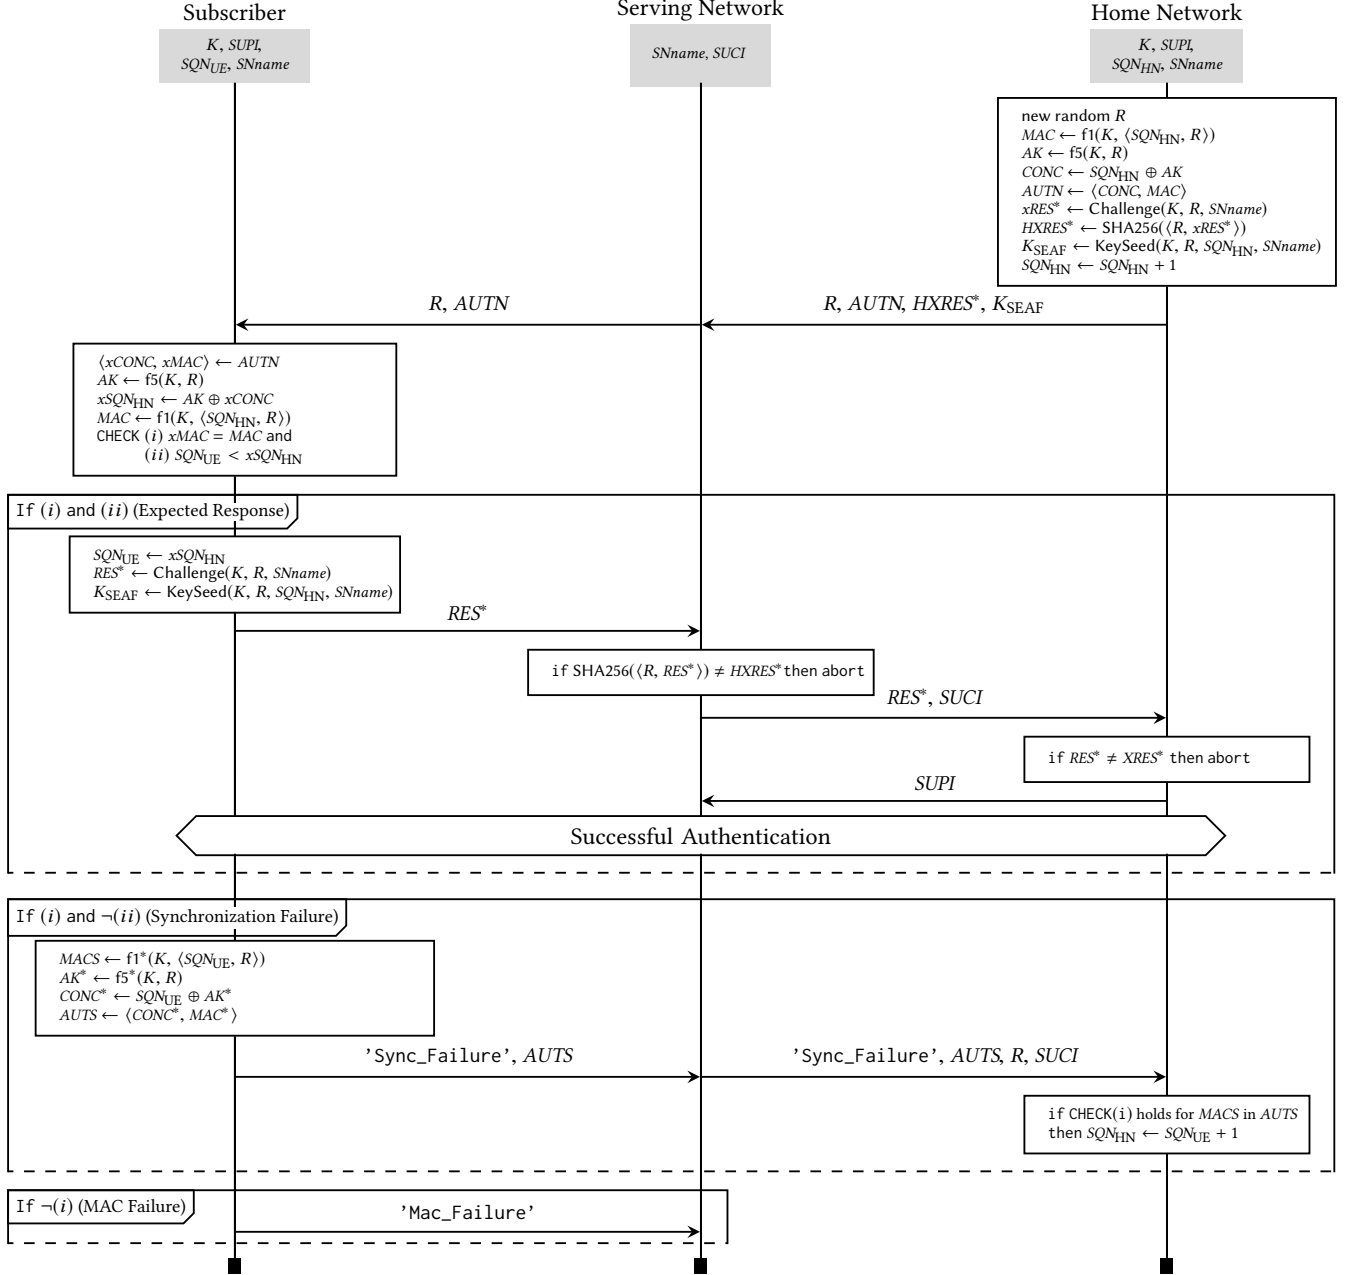 Subscriber
Serving Network
Home Network
K, SUPI,
SQN_UE, SNname
SNname, SUCI
K, SUPI,
SQN_HN, SNname
new random R
MAC ← f1(K, ⟨SQN_HN, R⟩)
AK ← f5(K, R)
CONC ← SQN_HN ⊕ AK
AUTN ← ⟨CONC, MAC⟩
xRES* ← Challenge(K, R, SNname)
HXRES* ← SHA256(⟨R, xRES*⟩)
K_SEAF ← KeySeed(K, R, SQN_HN, SNname)
SQN_HN ← SQN_HN + 1
R, AUTN
R, AUTN, HXRES*, K_SEAF
⟨xCONC, xMAC⟩ ← AUTN
AK ← f5(K, R)
xSQN_HN ← AK ⊕ xCONC
MAC ← f1(K, ⟨SQN_HN, R⟩)
CHECK (i) xMAC = MAC and
(ii) SQN_UE < xSQN_HN
If (i) and (ii) (Expected Response)
SQN_UE ← xSQN_HN
RES* ← Challenge(K, R, SNname)
K_SEAF ← KeySeed(K, R, SQN_HN, SNname)
RES*
if SHA256(⟨R, RES*⟩) ≠ HXRES* then abort
RES*, SUCI
if RES* ≠ XRES* then abort
SUPI
Successful Authentication
If (i) and ¬(ii) (Synchronization Failure)
MACS ← f1*(K, ⟨SQN_UE, R⟩)
AK* ← f5*(K, R)
CONC* ← SQN_UE ⊕ AK*
AUTS ← ⟨CONC*, MAC*⟩
'Sync_Failure', AUTS
'Sync_Failure', AUTS, R, SUCI
if CHECK(i) holds for MACS in AUTS
then SQN_HN ← SQN_UE + 1
If ¬(i) (MAC Failure)
'Mac_Failure'